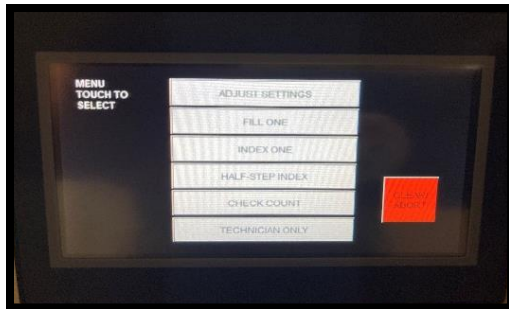 MENU
TOUCH TO
SELECT
ADJUST SETTINGS
FILL ONE
INDEX ONE
HALF-STEP INDEX
CHECK COUNT
TECHNICIAN ONLY